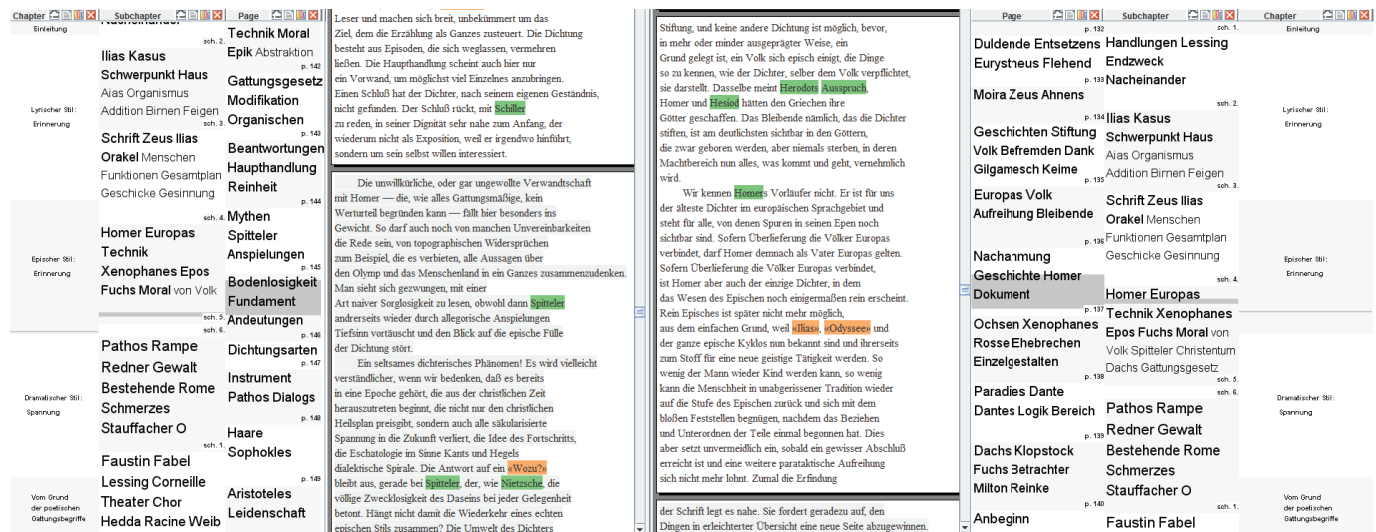 Chapter
Einleitung
Lyrischer Stil:
Erinnerung
Epischer Stil:
Erinnerung
Dramatischer Stil:
Spannung
Vom Grund
der poetischen
Gattungsbegriffe
Subchapter
Nacheinander
sch. 2.
Ilias Kasus
Schwerpunkt Haus
Aias Organismus
Addition Birnen Feigen
sch. 3.
Schrift Zeus Ilias
Orakel Menschen
Funktionen Gesamtplan
Geschicke Gesinnung
sch. 4.
Homer Europas
Technik
Xenophanes Epos
Fuchs Moral von Volk
sch. 5.
sch. 6.
Pathos Rampe
Redner Gewalt
Bestehende Rome
Schmerzes
Stauffacher O
sch. 1.
Faustin Fabel
Lessing Corneille
Theater Chor
Hedda Racine Weib
Page
Technik Moral
Epik Abstraktion
p. 142
Gattungsgesetz
Modifikation
Organischen
p. 143
Beantwortungen
Haupthandlung
Reinheit
p. 144
Mythen
Spitteler
Anspielungen
p. 145
Bodenlosigkeit
Fundament
Andeutungen
p. 146
Dichtungsarten
p. 147
Instrument
Pathos Dialogs
p. 148
Haare
Sophokles
p. 149
Aristoteles
Leidenschaft
Leser und machen sich breit, unbekümmert um das
Ziel, dem die Erzählung als Ganzes zusteuert. Die Dichtung
besteht aus Episoden, die sich weglassen, vermehren
ließen. Die Haupthandlung scheint auch hier nur
ein Vorwand, um möglichst viel Einzelnes anzubringen.
Einen Schluß hat der Dichter, nach seinem eigenen Geständnis,
nicht gefunden. Der Schluß rückt, mit Schiller
zu reden, in seiner Dignität sehr nahe zum Anfang, der
wiederum nicht als Exposition, weil er irgendwo hinführt,
sondern um sein selbst willen interessiert.
Die unwillkürliche, oder gar ungewollte Verwandtschaft
mit Homer — die, wie alles Gattungsmäßige, kein
Werturteil begründen kann — fällt hier besonders ins
Gewicht. So darf auch noch von manchen Unvereinbarkeiten
die Rede sein, von topographischen Widersprüchen
zum Beispiel, die es verbieten, alle Aussagen über
den Olymp und das Menschenland in ein Ganzes zusammenzudenken.
Man sieht sich gezwungen, mit einer
Art naiver Sorglosigkeit zu lesen, obwohl dann Spitteler
andrerseits wieder durch allegorische Anspielungen
Tiefsinn vortäuscht und den Blick auf die epische Fülle
der Dichtung stört.
Ein seltsames dichterisches Phänomen! Es wird vielleicht
verständlicher, wenn wir bedenken, daß es bereits
in eine Epoche gehört, die aus der christlichen Zeit
herauszutreten beginnt, die nicht nur den christlichen
Heilsplan preisgibt, sondern auch alle säkularisierte
Spannung in die Zukunft verliert, die Idee des Fortschritts,
die Eschatologie im Sinne Kants und Hegels
dialektische Spirale. Die Antwort auf ein «Wozu?»
bleibt aus, gerade bei Spitteler, der, wie Nietzsche, die
völlige Zwecklosigkeit des Daseins bei jeder Gelegenheit
betont. Hängt nicht damit die Wiederkehr eines echten
epischen Stils zusammen? Die Umwelt des Dichters
Stiftung, und keine andere Dichtung ist möglich, bevor,
in mehr oder minder ausgeprägter Weise, ein
Grund gelegt ist, ein Volk sich episch einigt, die Dinge
so zu kennen, wie der Dichter, selber dem Volk verpflichtet,
sie darstellt. Dasselbe meint Herodots Ausspruch,
Homer und Hesiod hätten den Griechen ihre
Götter geschaffen. Das Bleibende nämlich, das die Dichter
stiften, ist am deutlichsten sichtbar in den Göttern,
die zwar geboren werden, aber niemals sterben, in deren
Machtbereich nun alles, was kommt und geht, vernehmlich
wird.
Wir kennen Homers Vorläufer nicht. Er ist für uns
der älteste Dichter im europäischen Sprachgebiet und
steht für alle, von denen Spuren in seinen Epen noch
sichtbar sind. Sofern Überlieferung die Völker Europas
verbindet, darf Homer demnach als Vater Europas gelten.
Sofern Überlieferung die Völker Europas verbindet,
ist Homer aber auch der einzige Dichter, in dem
das Wesen des Epischen noch einigermaßen rein erscheint.
Rein Episches ist später nicht mehr möglich,
aus dem einfachen Grund, weil «Ilias», «Odyssee» und
der ganze epische Kyklos nun bekannt sind und ihrerseits
zum Stoff für eine neue geistige Tätigkeit werden. So
wenig der Mann wieder Kind werden kann, so wenig
kann die Menschheit in unabgerissener Tradition wieder
auf die Stufe des Epischen zurück und sich mit dem
bloßen Feststellen begnügen, nachdem das Beziehen
und Unterordnen der Teile einmal begonnen hat. Dies
aber setzt unvermeidlich ein, sobald ein gewisser Abschluß
erreicht ist und eine weitere parataktische Aufreihung
sich nicht mehr lohnt. Zumal die Erfindung
der Schrift legt es nahe. Sie fordert geradezu auf, den
Dingen in erleichterter Übersicht eine neue Seite abzugewinnen.
Page
p. 132
Duldende Entsetzens
Eurystheus Flehend
p. 133
Moira Zeus Ahnens
p. 134
Geschichten Stiftung
Volk Befremden Dank
Gilgamesch Keime
p. 135
Europas Volk
Aufreihung Bleibende
p. 136
Nachahmung
Geschichte Homer
Dokument
p. 137
Ochsen Xenophanes
Rosse Ehebrechen
Einzelgestalten
p. 138
Paradies Dante
Dantes Logik Bereich
p. 139
Dachs Klopstock
Fuchs Betrachter
Milton Reinke
p. 140
Anbeginn
Subchapter
sch. 1.
Handlungen Lessing
Endzweck
Nacheinander
sch. 2.
Ilias Kasus
Schwerpunkt Haus
Aias Organismus
Addition Birnen Feigen
sch. 3.
Schrift Zeus Ilias
Orakel Menschen
Funktionen Gesamtplan
Geschicke Gesinnung
sch. 4.
Homer Europas
Technik Xenophanes
Epos Fuchs Moral von
Volk Spitteler Christentum
Dachs Gattungsgesetz
sch. 5.
sch. 6.
Pathos Rampe
Redner Gewalt
Bestehende Rome
Schmerzes
Stauffacher O
sch. 1.
Faustin Fabel
Chapter
Einleitung
Lyrischer Stil:
Erinnerung
Epischer Stil:
Erinnerung
Dramatischer Stil:
Spannung
Vom Grund
der poetischen
Gattungsbegriffe